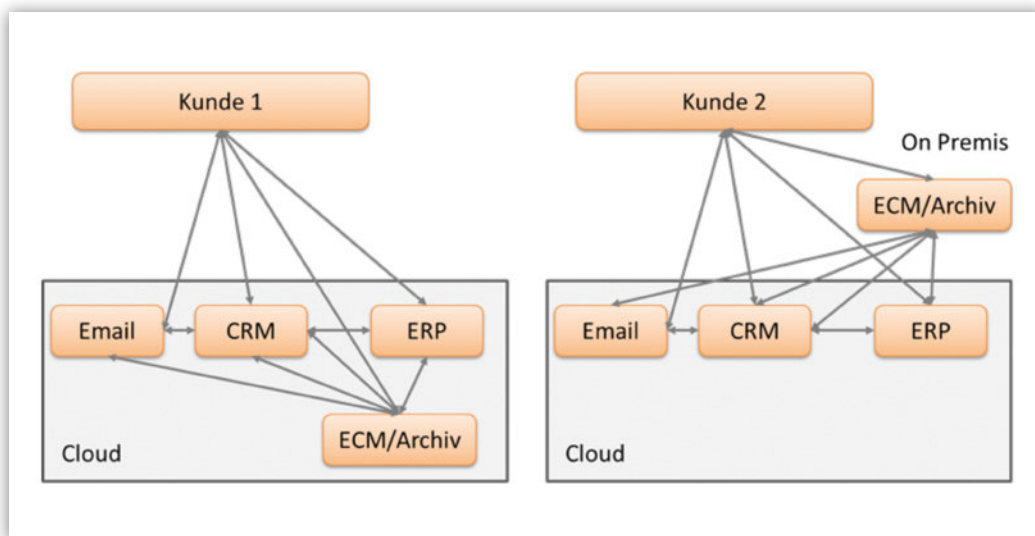 Kunde 1
Kunde 2
On Premis
ECM/Archiv
Email
CRM
ERP
ECM/Archiv
Cloud
Email
CRM
ERP
Cloud